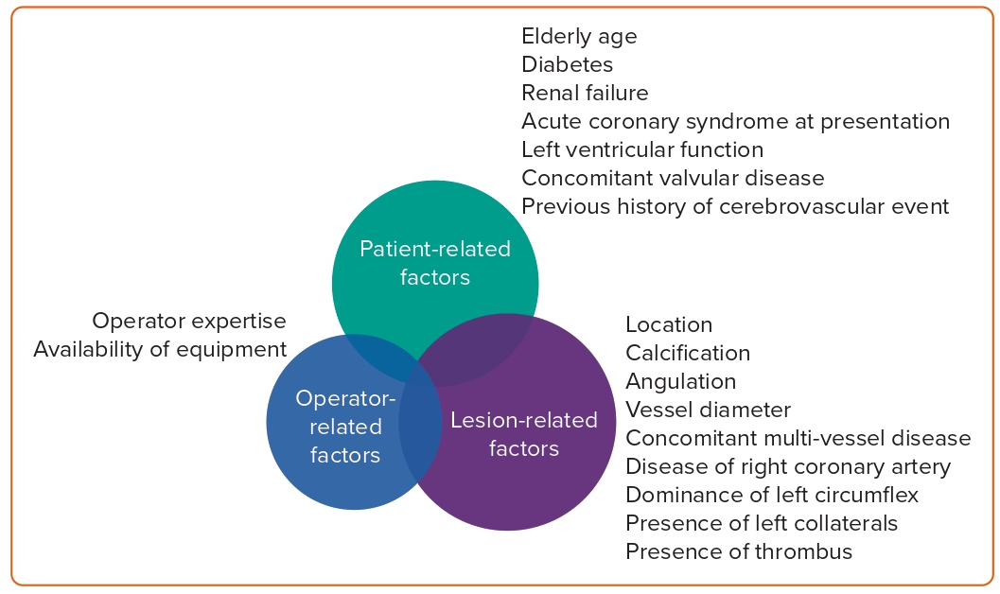 Elderly age
Diabetes
Renal failure
Acute coronary syndrome at presentation
Left ventricular function
Concomitant valvular disease
Previous history of cerebrovascular event
Patient-related
factors
Operator expertise
Availability of equipment
Operator-
related
factors
Lesion-related
factors
Location
Calcification
Angulation
Vessel diameter
Concomitant multi-vessel disease
Disease of right coronary artery
Dominance of left circumflex
Presence of left collaterals
Presence of thrombus